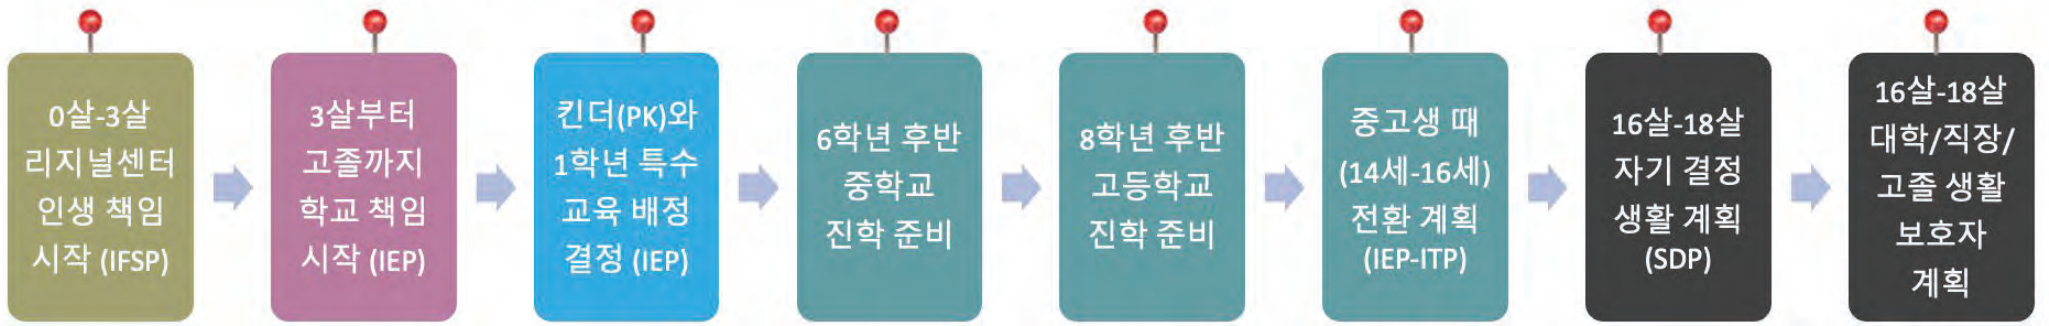 0살-3살
리지널센터
인생 책임
시작 (IFSP)
3살부터
고졸까지
학교 책임
시작 (IEP)
킨더(PK)와
1학년 특수
교육 배정
결정 (IEP)
6학년 후반
중학교
진학 준비
8학년 후반
고등학교
진학 준비
중고생 때
(14세-16세)
전환 계획
(IEP-ITP)
16살-18살
자기 결정
생활 계획
(SDP)
16살-18살
대학/직장/
고졸 생활
보호자
계획